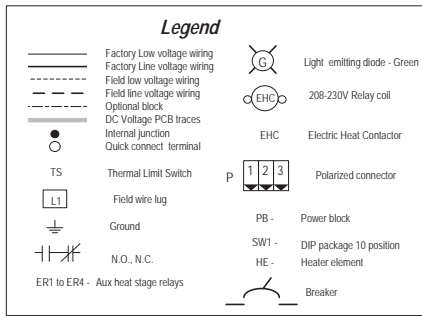 Legend
Factory Low voltage wiring
Factory Line voltage wiring
Field low voltage wiring
Field line voltage wiring
Optional block
DC Voltage PCB traces
Internal junction
Quick connect terminal
TS Thermal Limit Switch
L1 Field wire lug
Ground
N.O., N.C.
ER1 to ER4 - Aux heat stage relays
G Light emitting diode - Green
EHC 208-230V Relay coil
EHC Electric Heat Contactor
P 1 2 3 Polarized connector
PB - Power block
SW1 - DIP package 10 position
HE - Heater element
Breaker